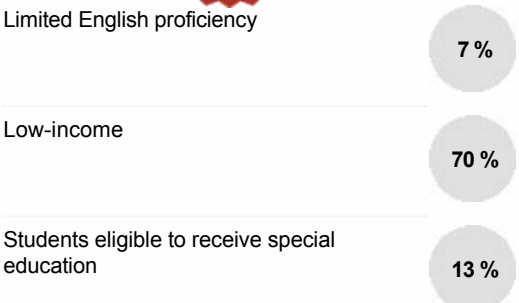 Limited English proficiency
7 %
Low-income
70 %
Students eligible to receive special
education
13 %